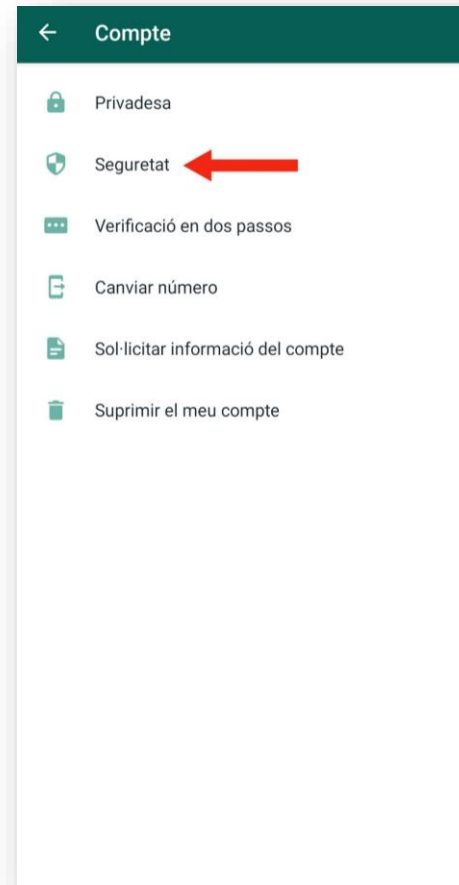 Compte
Privadesa
Seguretat
Verificació en dos passos
Canviar número
Sol·licitar informació del compte
Suprimir el meu compte